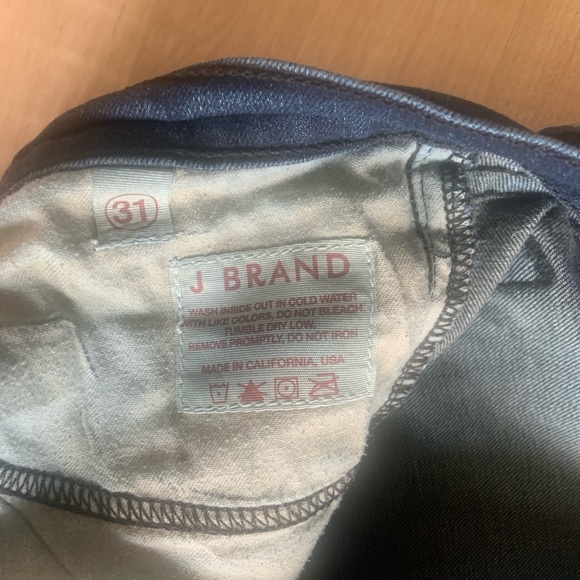 31
J BRAND
WASH INSIDE OUT IN COLD WATER
WITH LIKE COLORS, DO NOT BLEACH.
TUMBLE DRY LOW.
REMOVE PROMPTLY, DO NOT IRON
MADE IN CALIFORNIA, USA